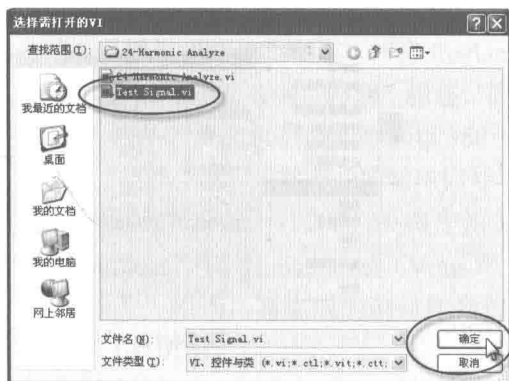 选择需打开的VI
查找范围(I):
24-Harmonic Analyze
24-Harmonic Analyze.vi
Test Signal.vi
我最近的文档
桌面
我的文档
我的电脑
网上邻居
文件名(N):
Test Signal.vi
确定
文件类型(T):
VI、控件与类 (*.vi;*.ctl;*.vit;*.ctt;
取消